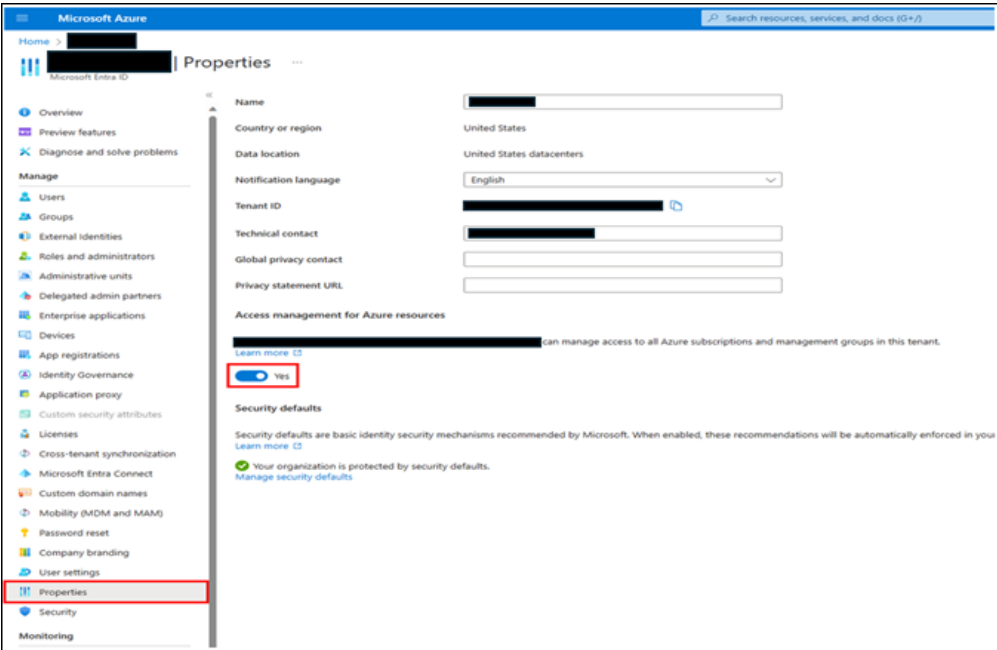 Microsoft Azure
Search resources, services, and docs (G+/)
Home >
| Properties ...
Microsoft Entra ID
«
Overview
Preview features
Diagnose and solve problems
Manage
Users
Groups
External Identities
Roles and administrators
Administrative units
Delegated admin partners
Enterprise applications
Devices
App registrations
Identity Governance
Application proxy
Custom security attributes
Licenses
Cross-tenant synchronization
Microsoft Entra Connect
Custom domain names
Mobility (MDM and MAM)
Password reset
Company branding
User settings
Properties
Security
Monitoring
Name
Country or region United States
Data location United States datacenters
Notification language English
Tenant ID
Technical contact
Global privacy contact
Privacy statement URL
Access management for Azure resources
can manage access to all Azure subscriptions and management groups in this tenant.
Learn more
Yes
Security defaults
Security defaults are basic identity security mechanisms recommended by Microsoft. When enabled, these recommendations will be automatically enforced in your
Learn more
Your organization is protected by security defaults.
Manage security defaults